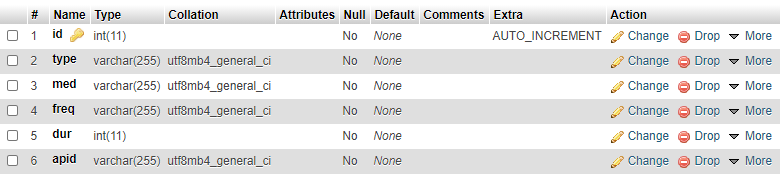 # Name Type Collation Attributes Null Default Comments Extra Action
1 id int(11) No None AUTO_INCREMENT Change Drop More
2 type varchar(255) utf8mb4_general_ci No None Change Drop More
3 med varchar(255) utf8mb4_general_ci No None Change Drop More
4 freq varchar(255) utf8mb4_general_ci No None Change Drop More
5 dur int(11) No None Change Drop More
6 apid varchar(255) utf8mb4_general_ci No None Change Drop More